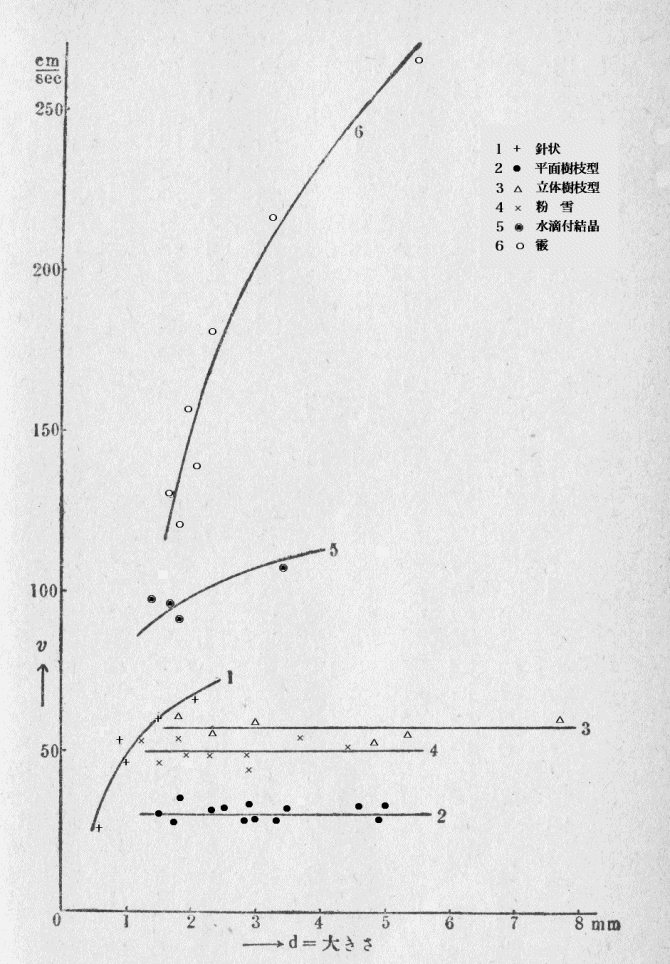 cm
sec
250
200
150
100
v
50
0 1 2 3 4 5 6 7 8 mm
d = 大きさ
1 + 針状
2 ● 平面樹枝型
3 △ 立体樹枝型
4 × 粉 雪
5 ◉ 水滴付結晶
6 ○ 霰
6
5
1
3
4
2